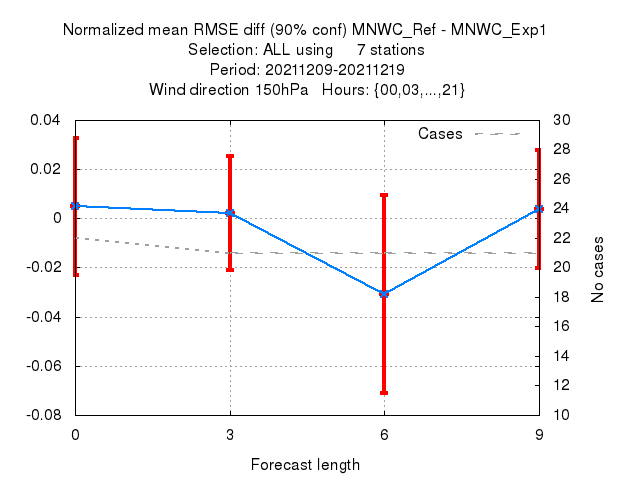 Normalized mean RMSE diff (90% conf) MNWC_Ref - MNWC_Exp1
Selection: ALL using 7 stations
Period: 20211209-20211219
Wind direction 150hPa Hours: {00,03,...,21}
Cases
0.04
0.02
0
-0.02
-0.04
-0.06
-0.08
30
28
26
24
22
20
18
16
14
12
10
No cases
0 3 6 9
Forecast length